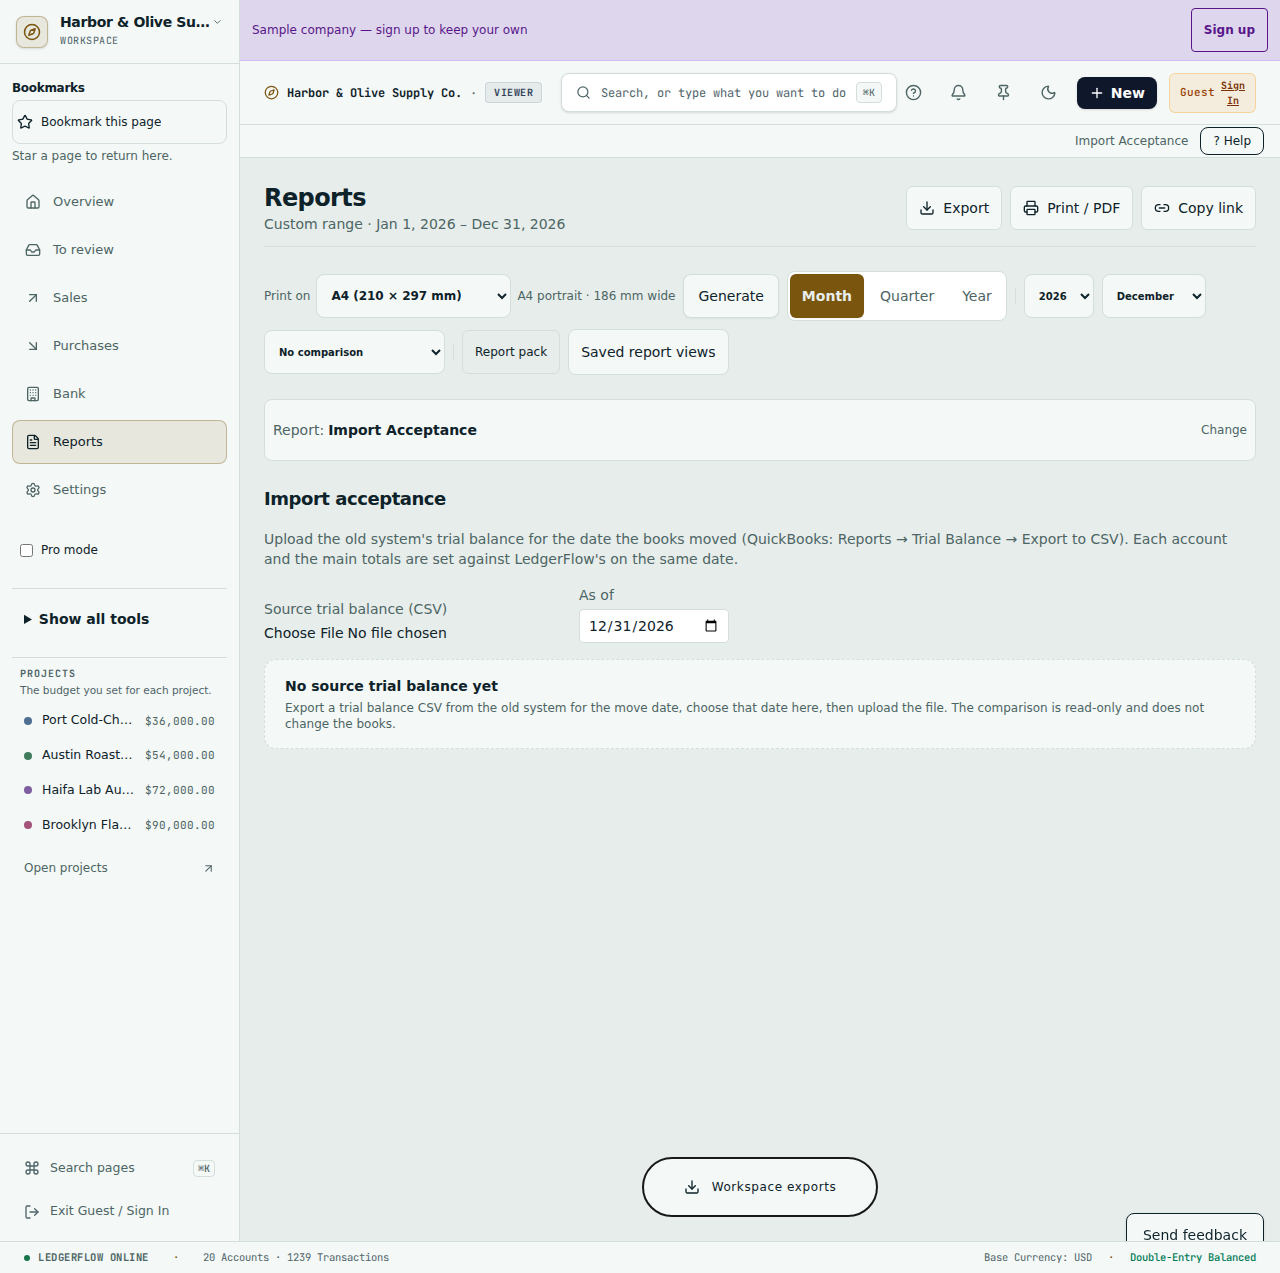 Harbor & Olive Su...
WORKSPACE
Bookmarks
Bookmark this page
Star a page to return here.
Overview
To review
Sales
Purchases
Bank
Reports
Settings
Pro mode
Show all tools
PROJECTS
The budget you set for each project.
Port Cold-Ch... $36,000.00
Austin Roast... $54,000.00
Haifa Lab Au... $72,000.00
Brooklyn Fla... $90,000.00
Open projects
Search pages ⌘K
Exit Guest / Sign In
Sample company — sign up to keep your own
Sign up
Harbor & Olive Supply Co. · VIEWER
Search, or type what you want to do ⌘K
New
Guest Sign In
Import Acceptance
? Help
Reports
Custom range · Jan 1, 2026 – Dec 31, 2026
Export
Print / PDF
Copy link
Print on A4 (210 × 297 mm) A4 portrait · 186 mm wide Generate Month Quarter Year 2026 December
No comparison Report pack Saved report views
Report: Import Acceptance Change
Import acceptance
Upload the old system's trial balance for the date the books moved (QuickBooks: Reports → Trial Balance → Export to CSV). Each account
and the main totals are set against LedgerFlow's on the same date.
Source trial balance (CSV)
Choose File No file chosen
As of
12/31/2026
No source trial balance yet
Export a trial balance CSV from the old system for the move date, choose that date here, then upload the file. The comparison is read-only and does not
change the books.
Workspace exports
Send feedback
LEDGERFLOW ONLINE · 20 Accounts · 1239 Transactions
Base Currency: USD · Double-Entry Balanced